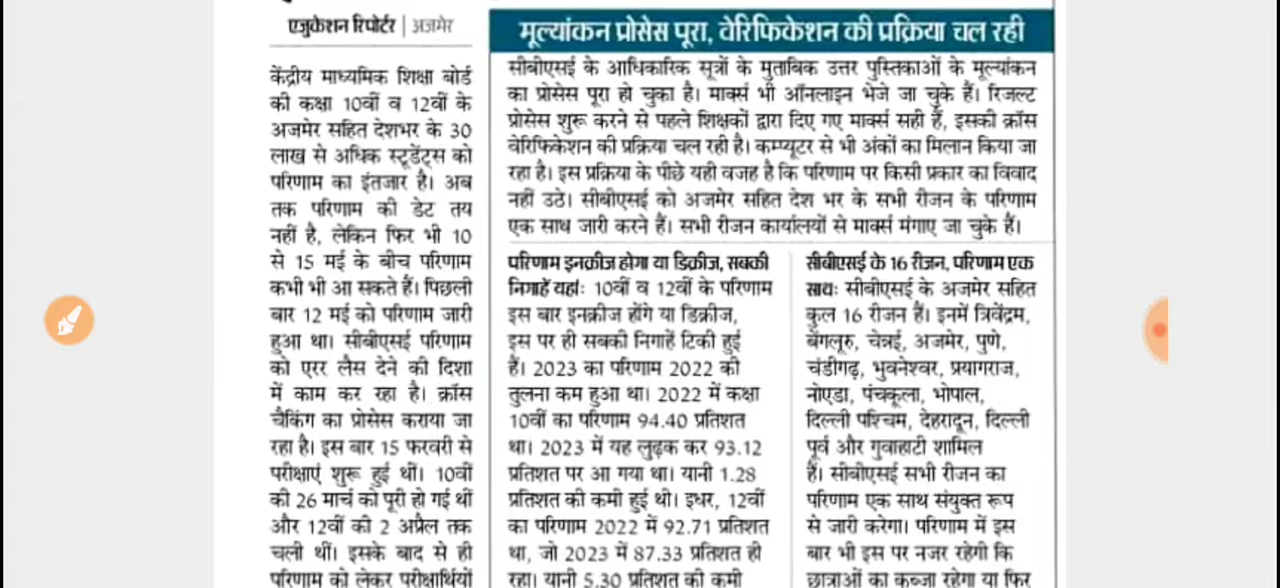 एजुकेशन रिपोर्टर | अजमेर
केंद्रीय माध्यमिक शिक्षा बोर्ड
की कक्षा 10वीं व 12वीं के
अजमेर सहित देशभर के 30
लाख से अधिक स्टूडेंट्स को
परिणाम का इंतजार है। अब
तक परिणाम की डेट तय
नहीं है, लेकिन फिर भी 10
से 15 मई के बीच परिणाम
कभी भी आ सकते हैं। पिछली
बार 12 मई को परिणाम जारी
हुआ था। सीबीएसई परिणाम
को एरर लैस देने की दिशा
में काम कर रहा है। क्रॉस
चैकिंग का प्रोसेस कराया जा
रहा है। इस बार 15 फरवरी से
परीक्षाएं शुरू हुई थीं। 10वीं
की 26 मार्च को पूरी हो गई थीं
और 12वीं की 2 अप्रैल तक
चली थीं। इसके बाद से ही
परिणाम को लेकर परीक्षार्थियों
मूल्यांकन प्रोसेस पूरा, वेरिफिकेशन की प्रक्रिया चल रही
सीबीएसई के आधिकारिक सूत्रों के मुताबिक उत्तर पुस्तिकाओं के मूल्यांकन
का प्रोसेस पूरा हो चुका है। मार्क्स भी ऑनलाइन भेजे जा चुके हैं। रिजल्ट
प्रोसेस शुरू करने से पहले शिक्षकों द्वारा दिए गए मार्क्स सही हैं, इसकी क्रॉस
वेरिफिकेशन की प्रक्रिया चल रही है। कम्प्यूटर से भी अंकों का मिलान किया जा
रहा है। इस प्रक्रिया के पीछे यही वजह है कि परिणाम पर किसी प्रकार का विवाद
नहीं उठे। सीबीएसई को अजमेर सहित देश भर के सभी रीजन के परिणाम
एक साथ जारी करने हैं। सभी रीजन कार्यालयों से मार्क्स मंगाए जा चुके हैं।
परिणाम इनक्रीज होगा या डिक्रीज, सबकी
निगाहें यहां: 10वीं व 12वीं के परिणाम
इस बार इनक्रीज होंगे या डिक्रीज,
इस पर ही सबकी निगाहें टिकी हुई
हैं। 2023 का परिणाम 2022 की
तुलना कम हुआ था। 2022 में कक्षा
10वीं का परिणाम 94.40 प्रतिशत
था। 2023 में यह लुढ़क कर 93.12
प्रतिशत पर आ गया था। यानी 1.28
प्रतिशत की कमी हुई थी। इधर, 12वीं
का परिणाम 2022 में 92.71 प्रतिशत
था, जो 2023 में 87.33 प्रतिशत ही
रहा। यानी 5.30 प्रतिशत की कमी
सीबीएसई के 16 रीजन, परिणाम एक
साथ: सीबीएसई के अजमेर सहित
कुल 16 रीजन हैं। इनमें त्रिवेंद्रम,
बेंगलूरु, चेन्नई, अजमेर, पुणे,
चंडीगढ़, भुवनेश्वर, प्रयागराज,
नोएडा, पंचकूला, भोपाल,
दिल्ली पश्चिम, देहरादून, दिल्ली
पूर्व और गुवाहाटी शामिल
हैं। सीबीएसई सभी रीजन का
परिणाम एक साथ संयुक्त रूप
से जारी करेगा। परिणाम में इस
बार भी इस पर नजर रहेगी कि
छात्राओं का कब्जा रहेगा या फिर